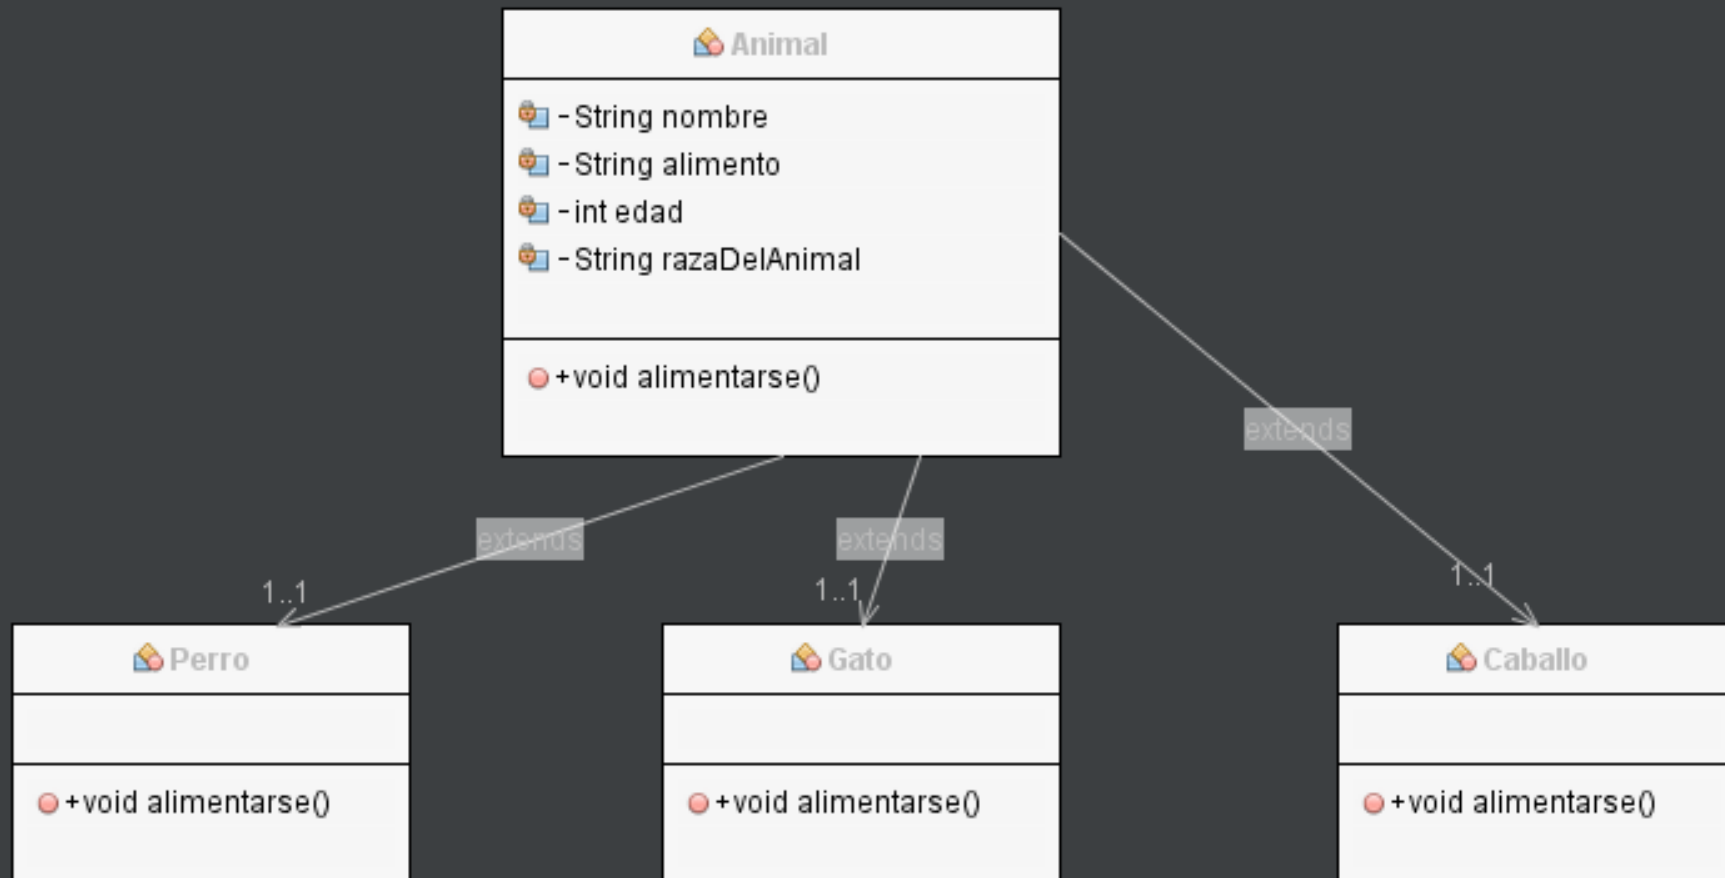 Animal
-String nombre
-String alimento
-int edad
-String razaDelAnimal
+void alimentarse()
extends
extends
extends
1..1
1..1
1..1
Perro
Gato
Caballo
+void alimentarse()
+void alimentarse()
+void alimentarse()